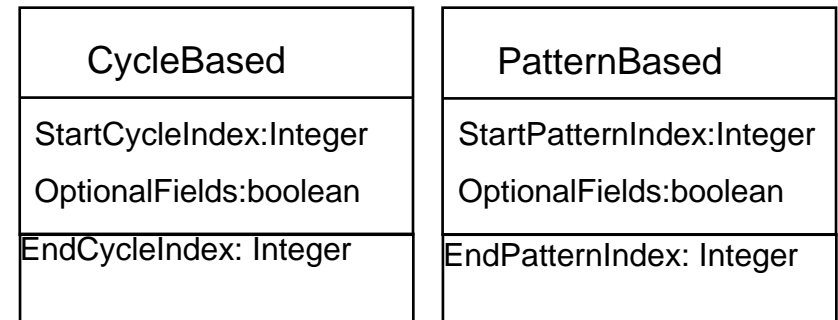 CycleBased
StartCycleIndex:Integer
OptionalFields:boolean
EndCycleIndex: Integer
PatternBased
StartPatternIndex:Integer
OptionalFields:boolean
EndPatternIndex: Integer